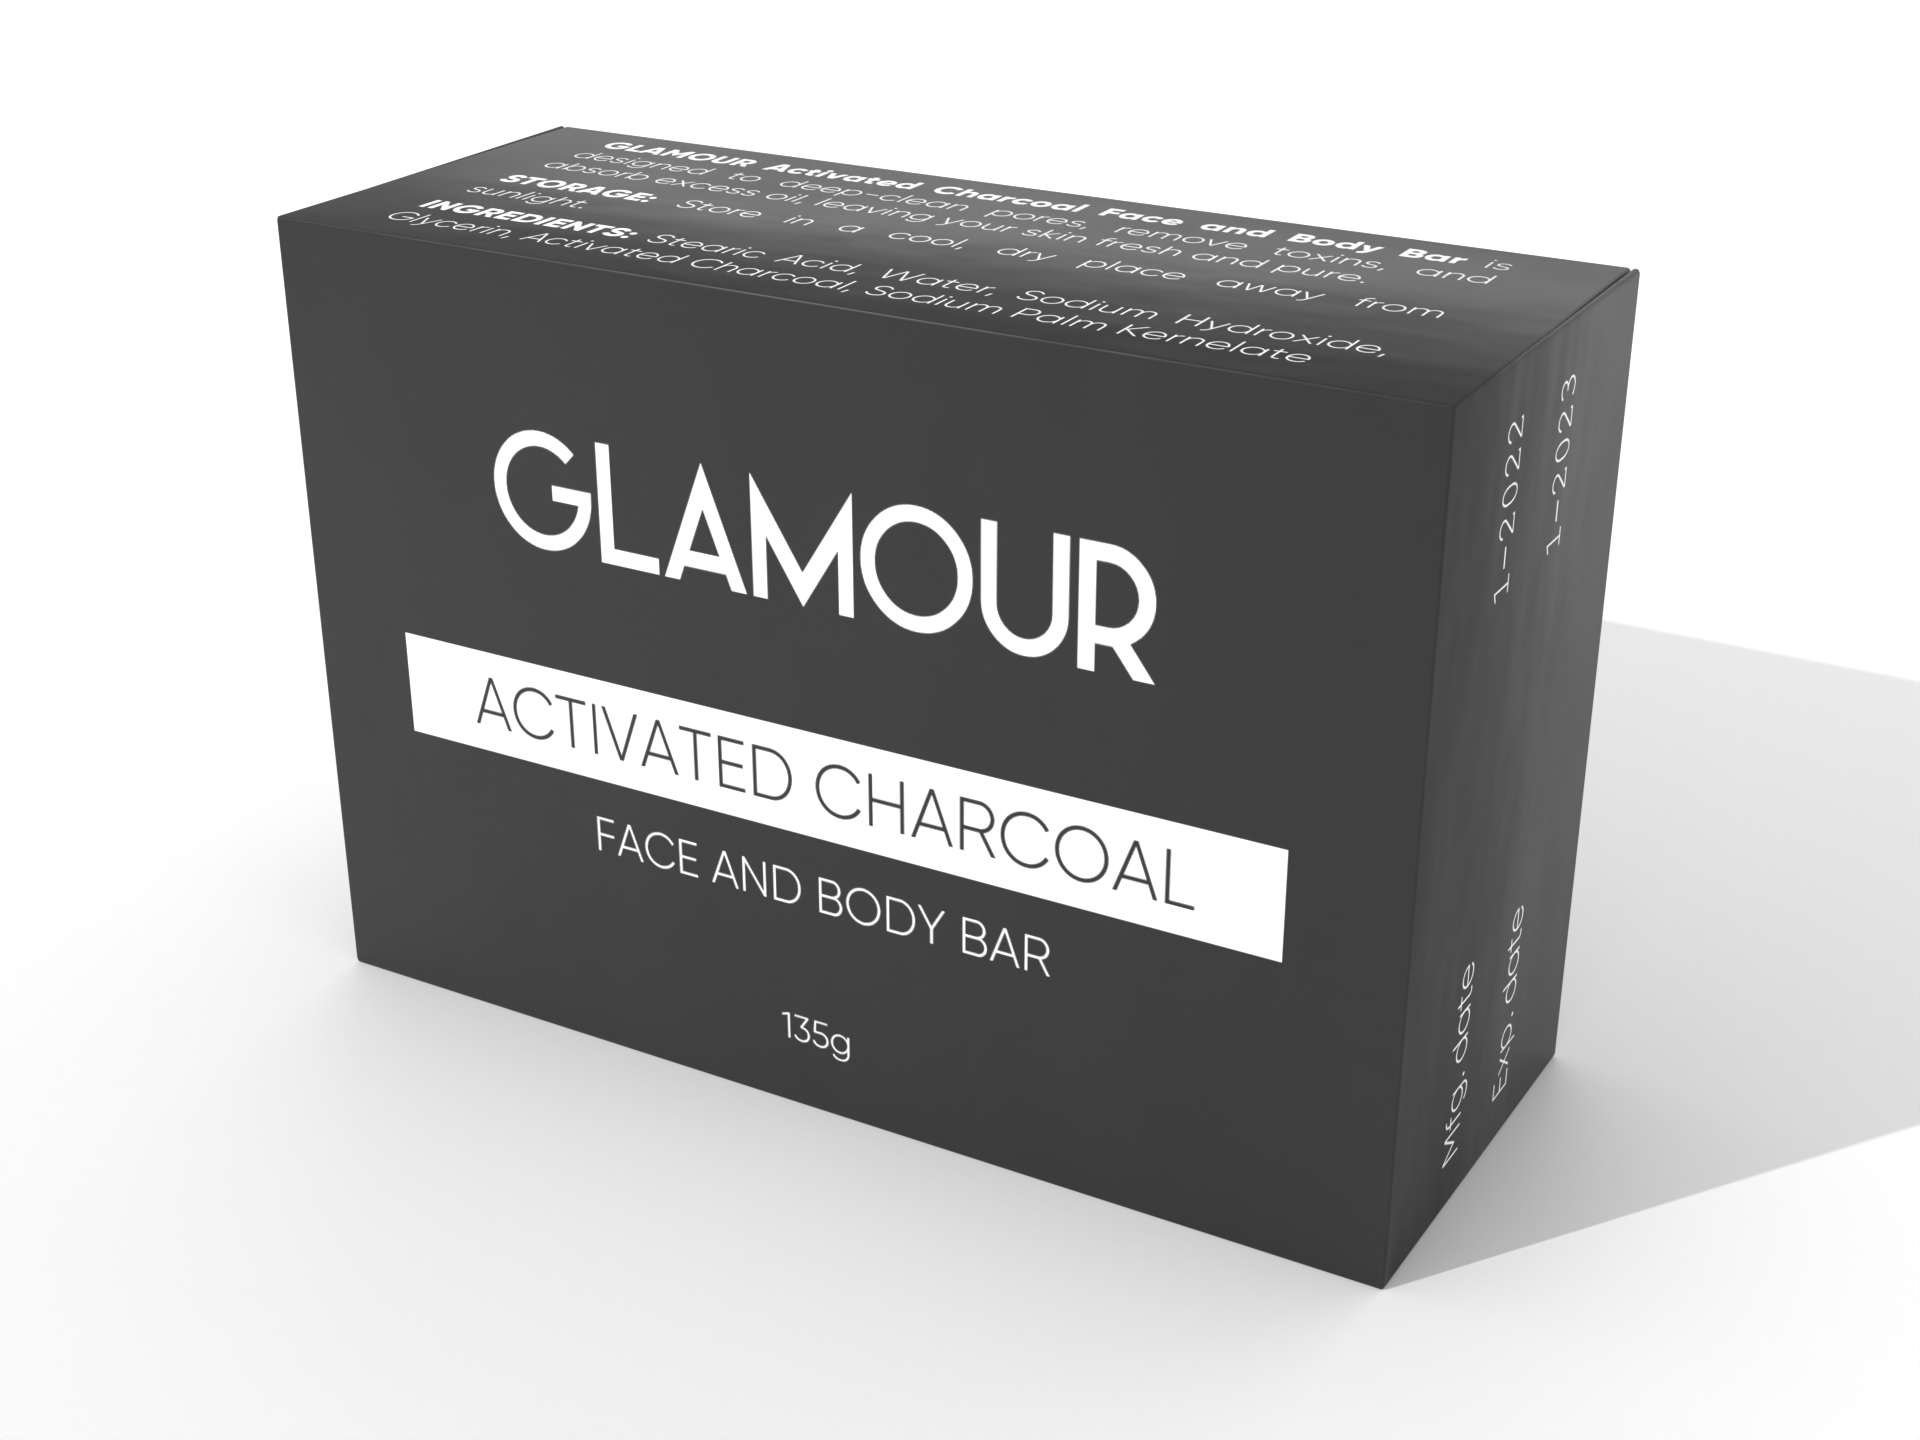 GLAMOUR Activated Charcoal Face and Body Bar is
designed to deep-clean pores, remove toxins, and
absorb excess oil, leaving your skin fresh and pure.
STORAGE: Store in a cool, dry place away from
sunlight.
INGREDIENTS: Stearic Acid, Water, Sodium Hydroxide,
Glycerin, Activated Charcoal, Sodium Palm Kernelate
GLAMOUR
ACTIVATED CHARCOAL
FACE AND BODY BAR
135g
Mfg. date 1-2022
Exp. date 1-2023